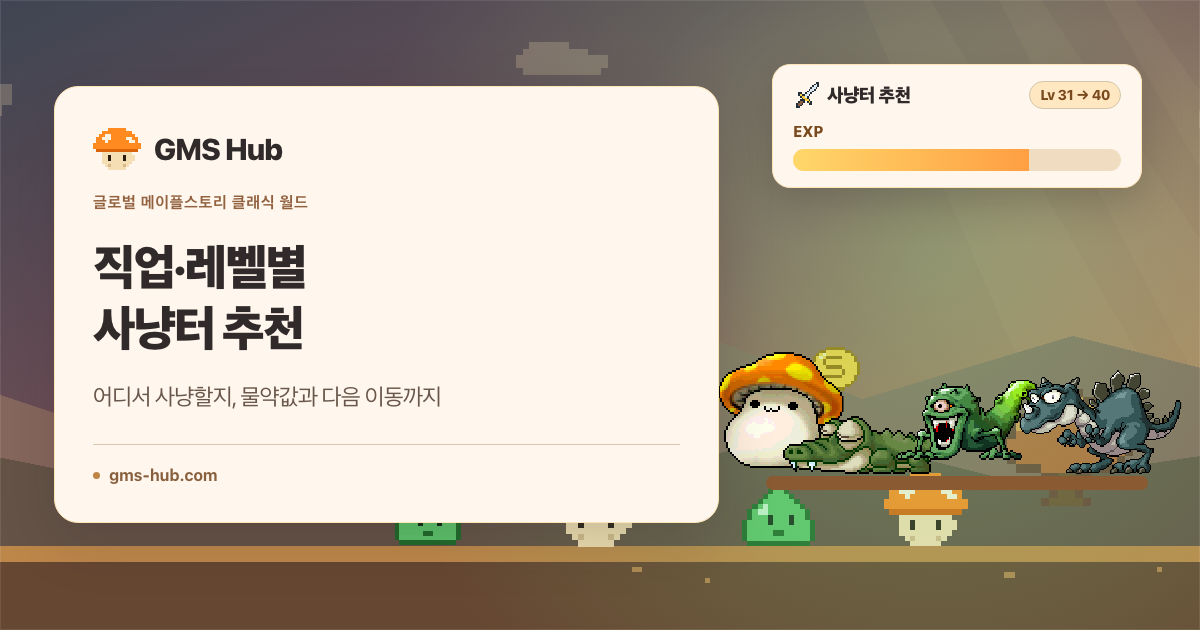 GMS Hub
글로벌 메이플스토리 클래식 월드
직업·레벨별
사냥터 추천
어디서 사냥할지, 물약값과 다음 이동까지
gms-hub.com
사냥터 추천
Lv 31 → 40
EXP
S